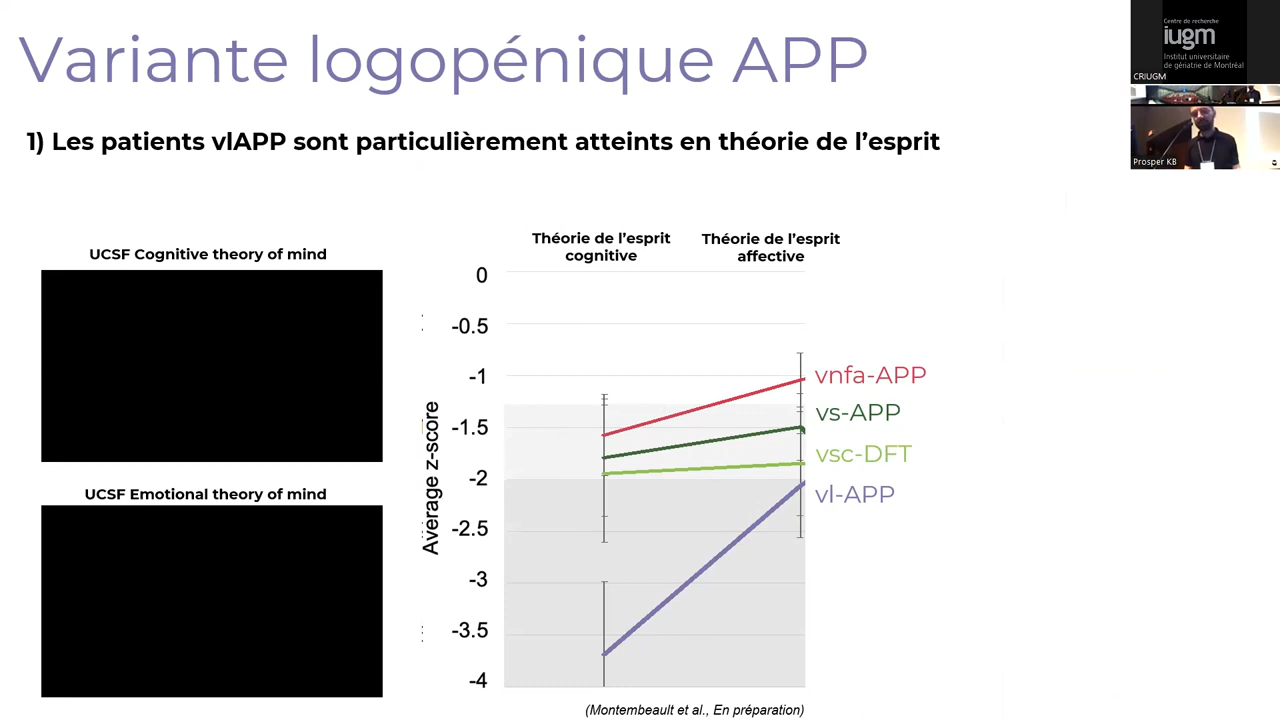 Variante logopénique APP
Centre de recherche
iugm
Institut universitaire
de gériatrie de Montréal
CRIUGM
Prosper KB
1) Les patients vlAPP sont particulièrement atteints en théorie de l'esprit
UCSF Cognitive theory of mind
UCSF Emotional theory of mind
Théorie de l'esprit
cognitive
Théorie de l'esprit
affective
Average z-score
0
-0.5
-1
-1.5
-2
-2.5
-3
-3.5
-4
vnfa-APP
vs-APP
vsc-DFT
vl-APP
(Montembeault et al., En préparation)